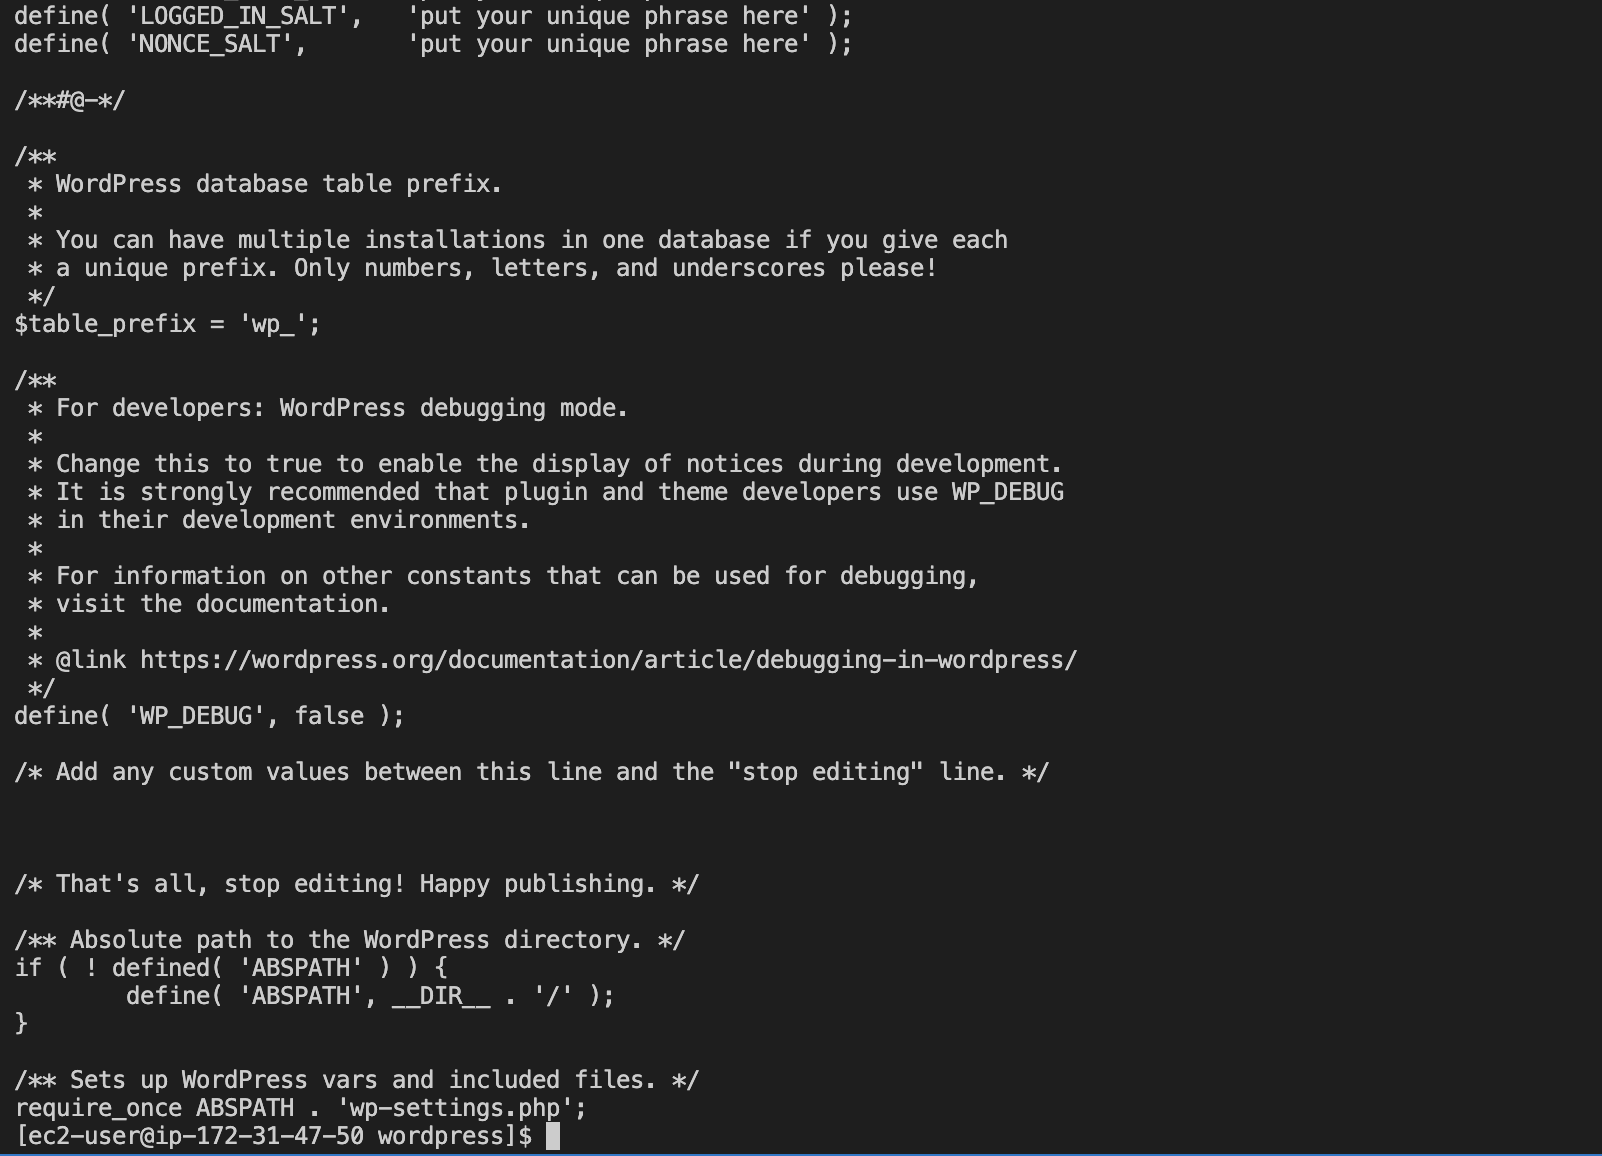 define( 'LOGGED_IN_SALT',   'put your unique phrase here' );
define( 'NONCE_SALT',       'put your unique phrase here' );

/**#@-*/

/**
 * WordPress database table prefix.
 *
 * You can have multiple installations in one database if you give each
 * a unique prefix. Only numbers, letters, and underscores please!
 */
$table_prefix = 'wp_';

/**
 * For developers: WordPress debugging mode.
 *
 * Change this to true to enable the display of notices during development.
 * It is strongly recommended that plugin and theme developers use WP_DEBUG
 * in their development environments.
 *
 * For information on other constants that can be used for debugging,
 * visit the documentation.
 *
 * @link https://wordpress.org/documentation/article/debugging-in-wordpress/
 */
define( 'WP_DEBUG', false );

/* Add any custom values between this line and the "stop editing" line. */



/* That's all, stop editing! Happy publishing. */

/** Absolute path to the WordPress directory. */
if ( ! defined( 'ABSPATH' ) ) {
        define( 'ABSPATH', __DIR__ . '/' );
}

/** Sets up WordPress vars and included files. */
require_once ABSPATH . 'wp-settings.php';
[ec2-user@ip-172-31-47-50 wordpress]$